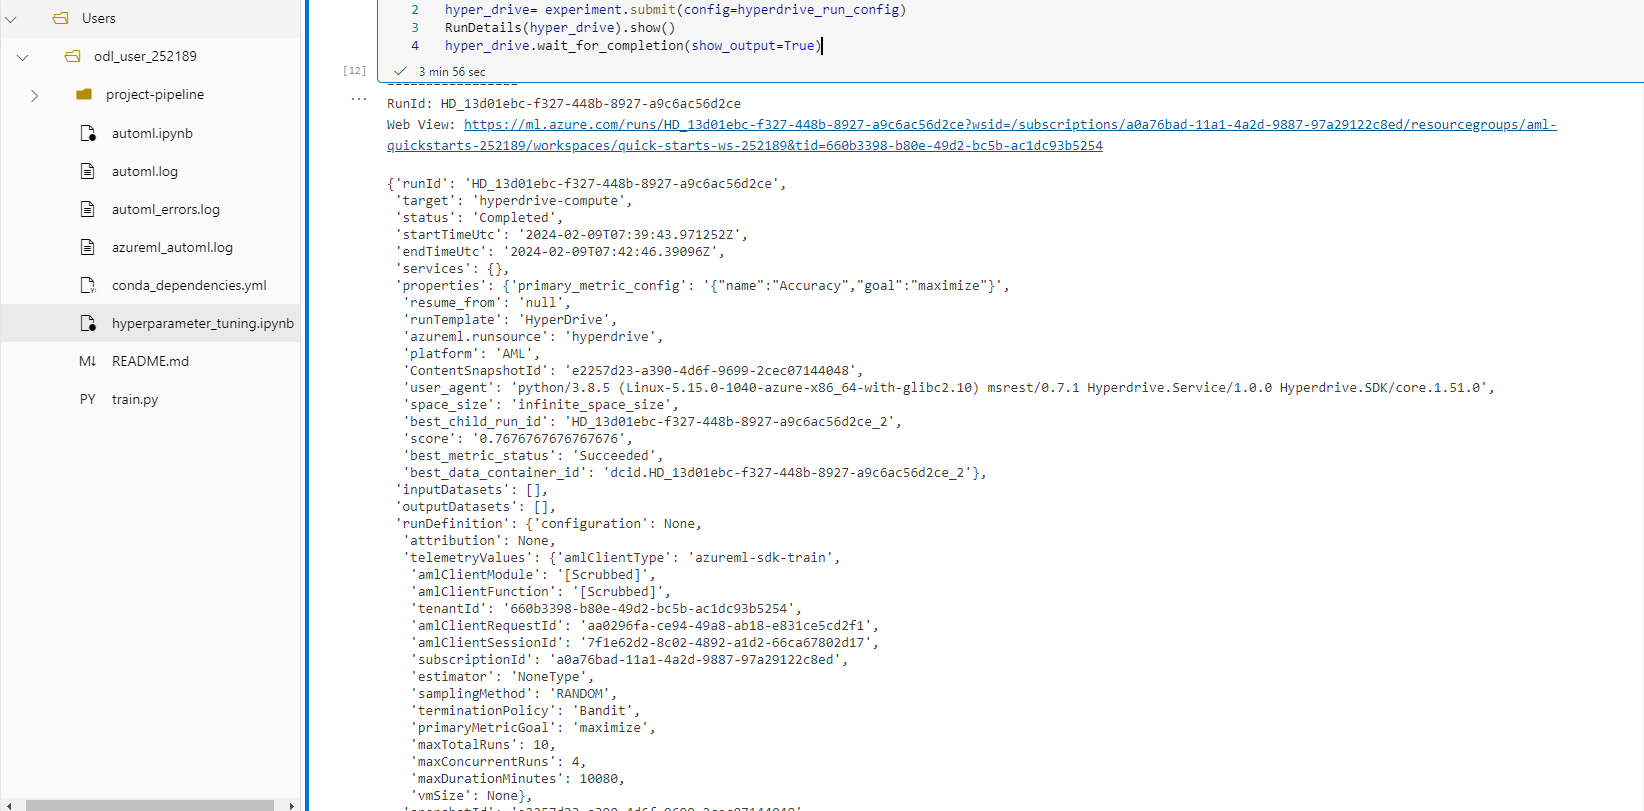 Users
odl_user_252189
project-pipeline
automl.ipynb
automl.log
automl_errors.log
azureml_automl.log
conda_dependencies.yml
hyperparameter_tuning.ipynb
M↓ README.md
PY train.py
2 hyper_drive= experiment.submit(config=hyperdrive_run_config)
3 RunDetails(hyper_drive).show()
4 hyper_drive.wait_for_completion(show_output=True)
[12] ✓ 3 min 56 sec
...
RunId: HD_13d01ebc-f327-448b-8927-a9c6ac56d2ce
Web View: https://ml.azure.com/runs/HD_13d01ebc-f327-448b-8927-a9c6ac56d2ce?wsid=/subscriptions/a0a76bad-11a1-4a2d-9887-97a29122c8ed/resourcegroups/aml-
quickstarts-252189/workspaces/quick-starts-ws-252189&tid=660b3398-b80e-49d2-bc5b-ac1dc93b5254
{'runId': 'HD_13d01ebc-f327-448b-8927-a9c6ac56d2ce',
'target': 'hyperdrive-compute',
'status': 'Completed',
'startTimeUtc': '2024-02-09T07:39:43.971252Z',
'endTimeUtc': '2024-02-09T07:42:46.39096Z',
'services': {},
'properties': {'primary_metric_config': '{"name":"Accuracy","goal":"maximize"}',
'resume_from': 'null',
'runTemplate': 'HyperDrive',
'azureml.runsource': 'hyperdrive',
'platform': 'AML',
'ContentSnapshotId': 'e2257d23-a390-4d6f-9699-2cec07144048',
'user_agent': 'python/3.8.5 (Linux-5.15.0-1040-azure-x86_64-with-glibc2.10) msrest/0.7.1 Hyperdrive.Service/1.0.0 Hyperdrive.SDK/core.1.51.0',
'space_size': 'infinite_space_size',
'best_child_run_id': 'HD_13d01ebc-f327-448b-8927-a9c6ac56d2ce_2',
'score': '0.7676767676767676',
'best_metric_status': 'Succeeded',
'best_data_container_id': 'dcid.HD_13d01ebc-f327-448b-8927-a9c6ac56d2ce_2'},
'inputDatasets': [],
'outputDatasets': [],
'runDefinition': {'configuration': None,
'attribution': None,
'telemetryValues': {'amlClientType': 'azureml-sdk-train',
'amlClientModule': '[Scrubbed]',
'amlClientFunction': '[Scrubbed]',
'tenantId': '660b3398-b80e-49d2-bc5b-ac1dc93b5254',
'amlClientRequestId': 'aa0296fa-ce94-49a8-ab18-e831ce5cd2f1',
'amlClientSessionId': '7f1e62d2-8c02-4892-a1d2-66ca67802d17',
'subscriptionId': 'a0a76bad-11a1-4a2d-9887-97a29122c8ed',
'estimator': 'NoneType',
'samplingMethod': 'RANDOM',
'terminationPolicy': 'Bandit',
'primaryMetricGoal': 'maximize',
'maxTotalRuns': 10,
'maxConcurrentRuns': 4,
'maxDurationMinutes': 10080,
'vmSize': None},